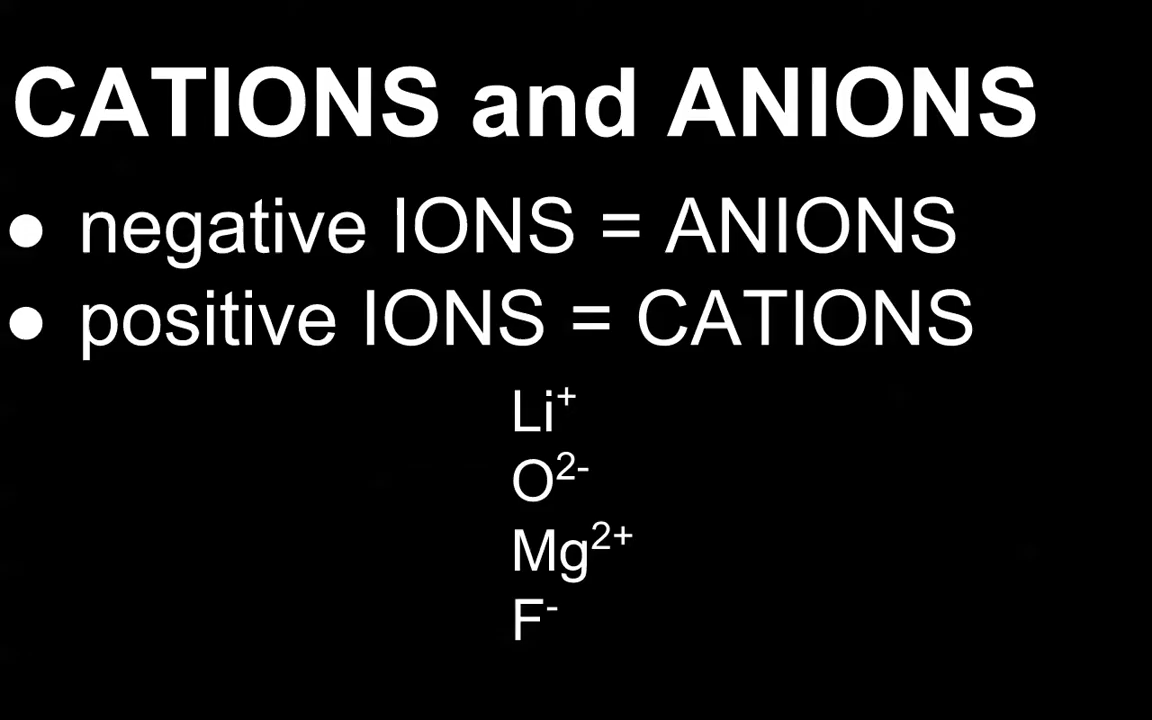 CATIONS and ANIONS
● negative IONS = ANIONS
● positive IONS = CATIONS
Li⁺
O²⁻
Mg²⁺
F⁻